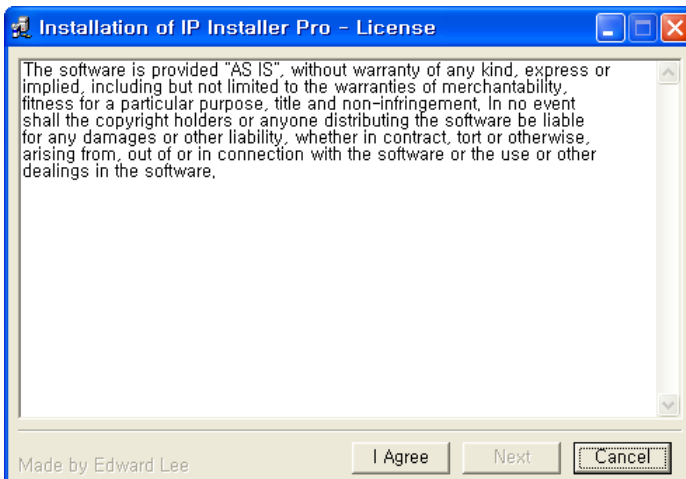 Installation of IP Installer Pro - License
The software is provided "AS IS", without warranty of any kind, express or
implied, including but not limited to the warranties of merchantability,
fitness for a particular purpose, title and non-infringement. In no event
shall the copyright holders or anyone distributing the software be liable
for any damages or other liability, whether in contract, tort or otherwise,
arising from, out of or in connection with the software or the use or other
dealings in the software.
Made by Edward Lee
I Agree
Next
Cancel